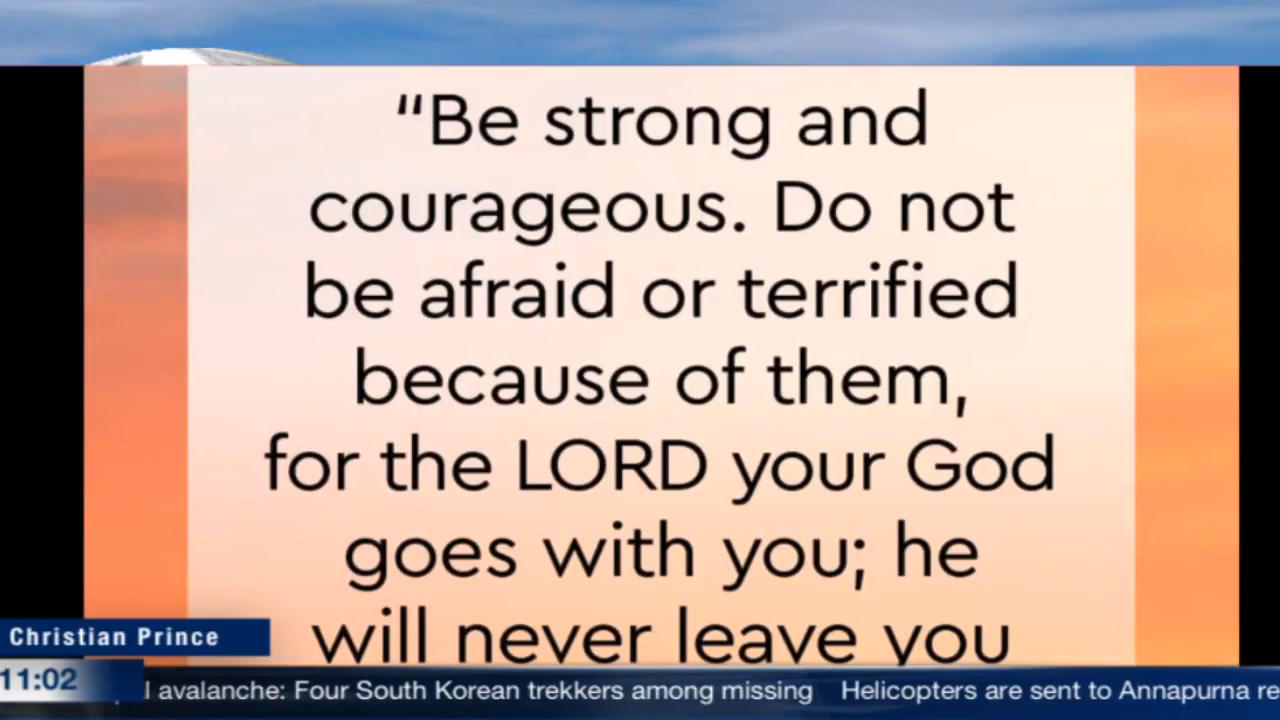 “Be strong and
courageous. Do not
be afraid or terrified
because of them,
for the LORD your God
goes with you; he
will never leave you
Christian Prince
11:02
avalanche: Four South Korean trekkers among missing Helicopters are sent to Annapurna